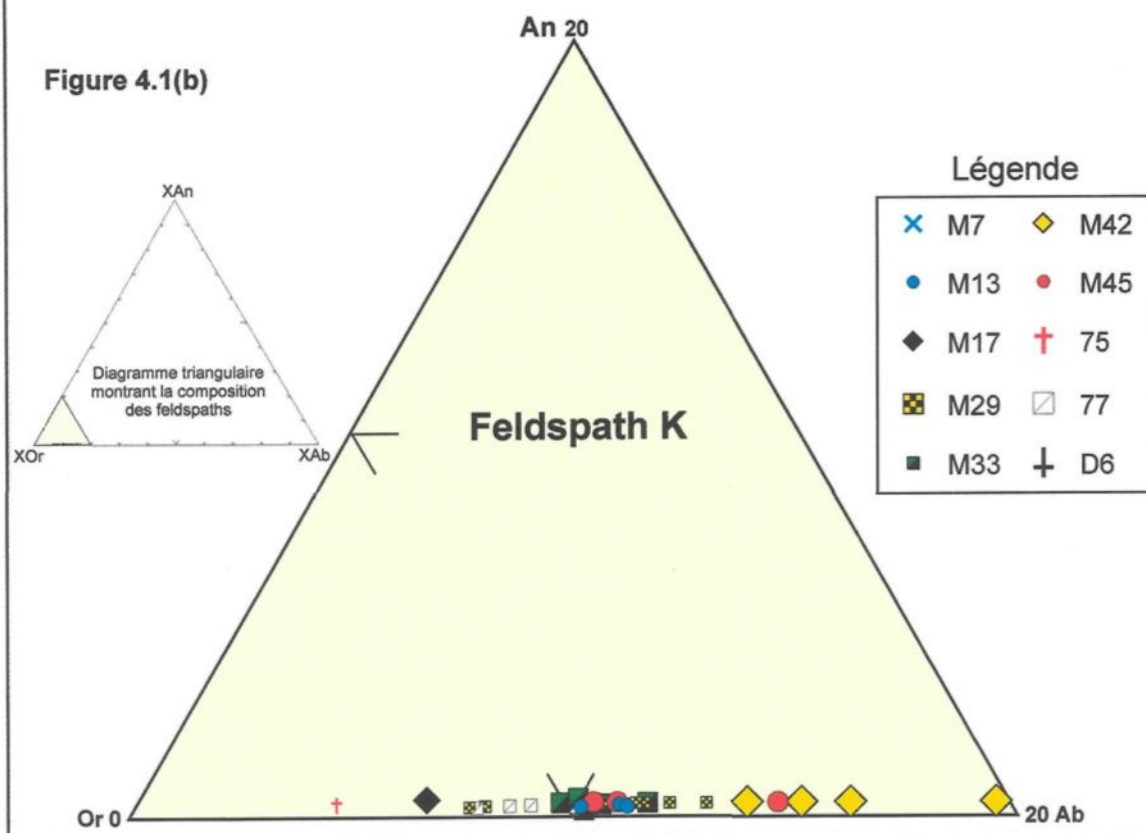 An 20
Figure 4.1(b)
XAn
Diagramme triangulaire
montrant la composition
des feldspaths
XOr
XAb
Feldspath K
Légende
M7
M42
M13
M45
M17
75
M29
77
M33
D6
Or 0
20 Ab